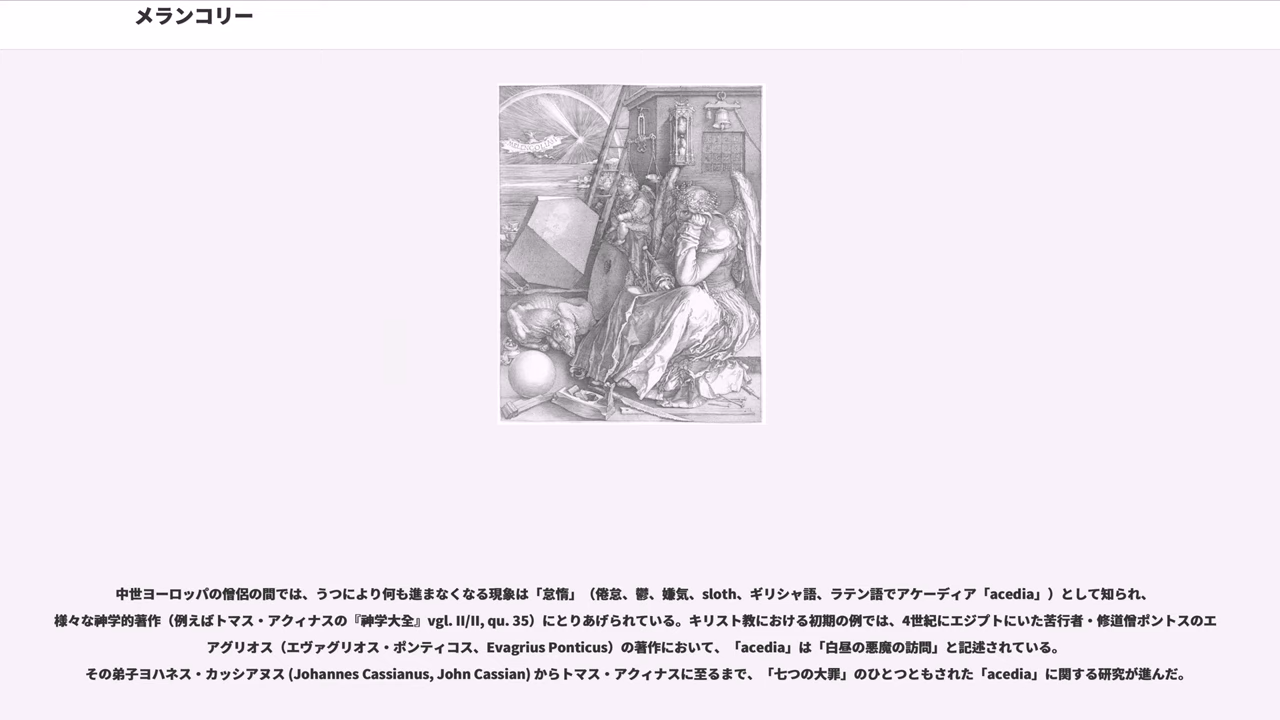 メランコリー
中世ヨーロッパの僧侶の間では、うつにより何も進まなくなる現象は「怠惰」（倦怠、鬱、嫌気、sloth、ギリシャ語、ラテン語でアケーディア「acedia」）として知られ、
様々な神学的著作（例えばトマス・アクィナスの『神学大全』vgl. II/II, qu. 35）にとりあげられている。キリスト教における初期の例では、4世紀にエジプトにいた苦行者・修道僧ポントスのエ
アグリオス（エヴァグリオス・ポンティコス、Evagrius Ponticus）の著作において、「acedia」は「白昼の悪魔の訪問」と記述されている。
その弟子ヨハネス・カッシアヌス (Johannes Cassianus, John Cassian) からトマス・アクィナスに至るまで、「七つの大罪」のひとつともされた「acedia」に関する研究が進んだ。